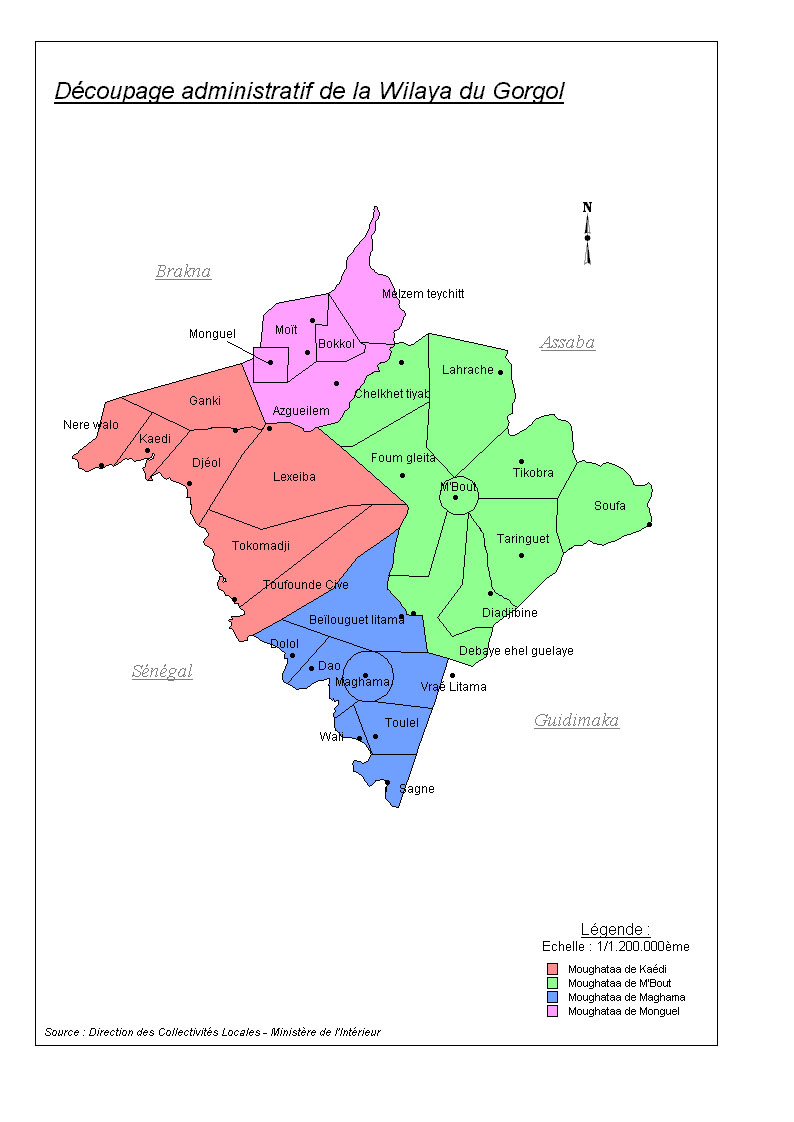 Découpage administratif de la Wilaya du Gorgol
N
Brakna
Melzem teychitt
Moït
Monguel
Bokkol
Assaba
Lahrache
Chelkhet tiyab
Ganki
Azgueilem
Nere walo
Kaedi
Djéol
Foum gleita
Lexeiba
Tikobra
M'Bout
Soufa
Taringuet
Tokomadji
Toufounde Cive
Diadjibine
Beïlouguet litama
Dolol
Debaye ehel guelaye
Dao
Sénégal
Maghama
Vraé Litama
Guidimaka
Toulel
Wali
Sagne
Légende :
Echelle : 1/1.200.000ème
Moughataa de Kaédi
Moughataa de M'Bout
Moughataa de Maghama
Moughataa de Monguel
Source : Direction des Collectivités Locales - Ministère de l'Intérieur